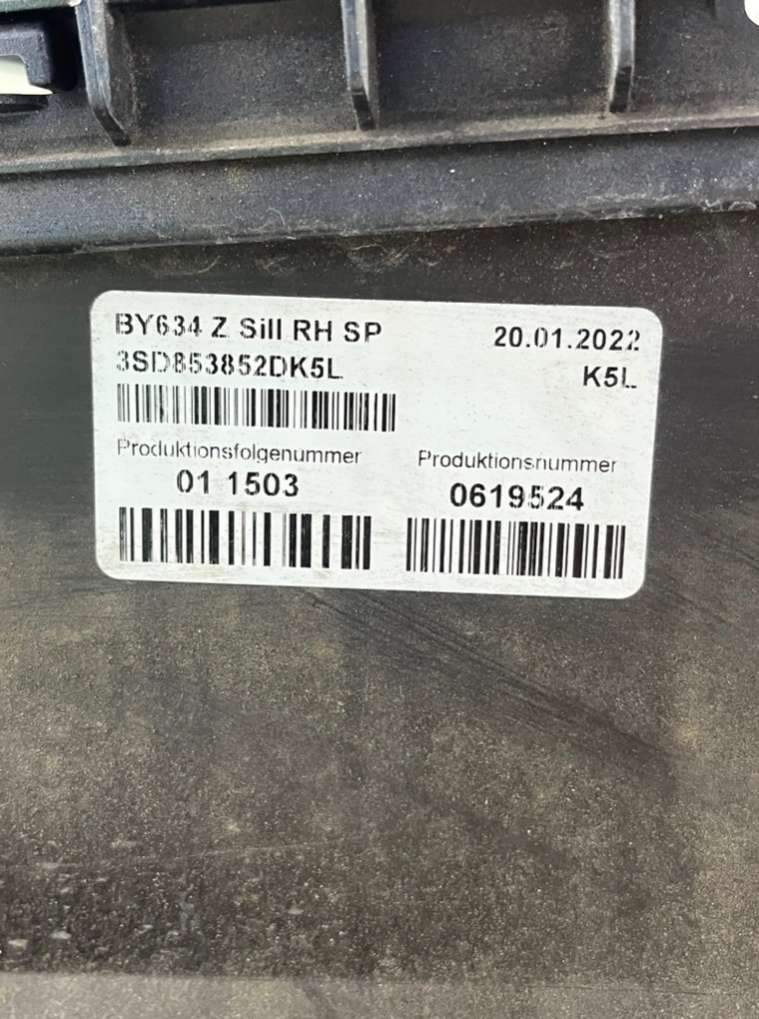 BY634 Z Sill RH SP
20.01.2022
3SD853852DK5L
K5L
Produktionsfolgenummer
Produktionsnummer
01 1503
0619524